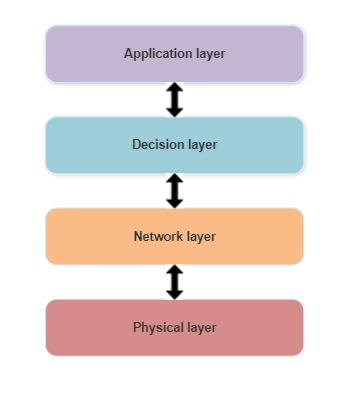 Application layer
Decision layer
Network layer
Physical layer